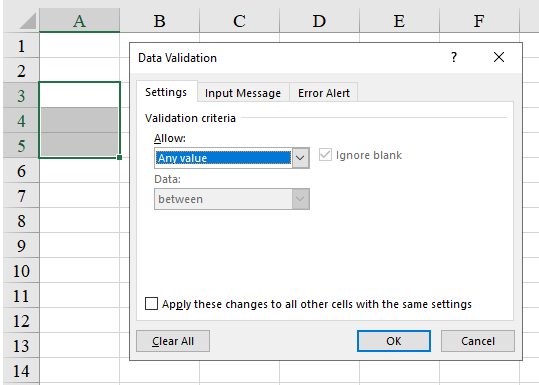 A B C D E F
1
2
3
4
5
6
7
8
9
10
11
12
13
14
Data Validation ?
Settings Input Message Error Alert
Validation criteria
Allow:
Any value Ignore blank
Data:
between
Apply these changes to all other cells with the same settings
Clear All OK Cancel